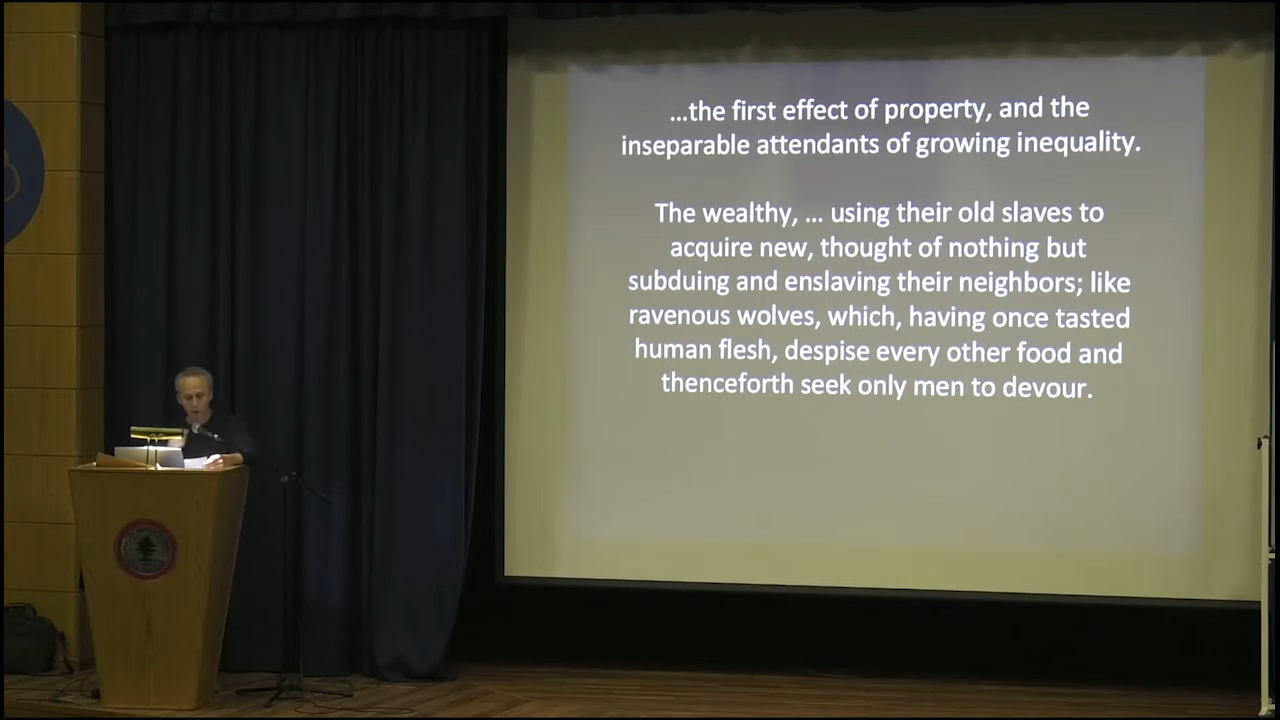 …the first effect of property, and the
inseparable attendants of growing inequality.
The wealthy, … using their old slaves to
acquire new, thought of nothing but
subduing and enslaving their neighbors; like
ravenous wolves, which, having once tasted
human flesh, despise every other food and
thenceforth seek only men to devour.